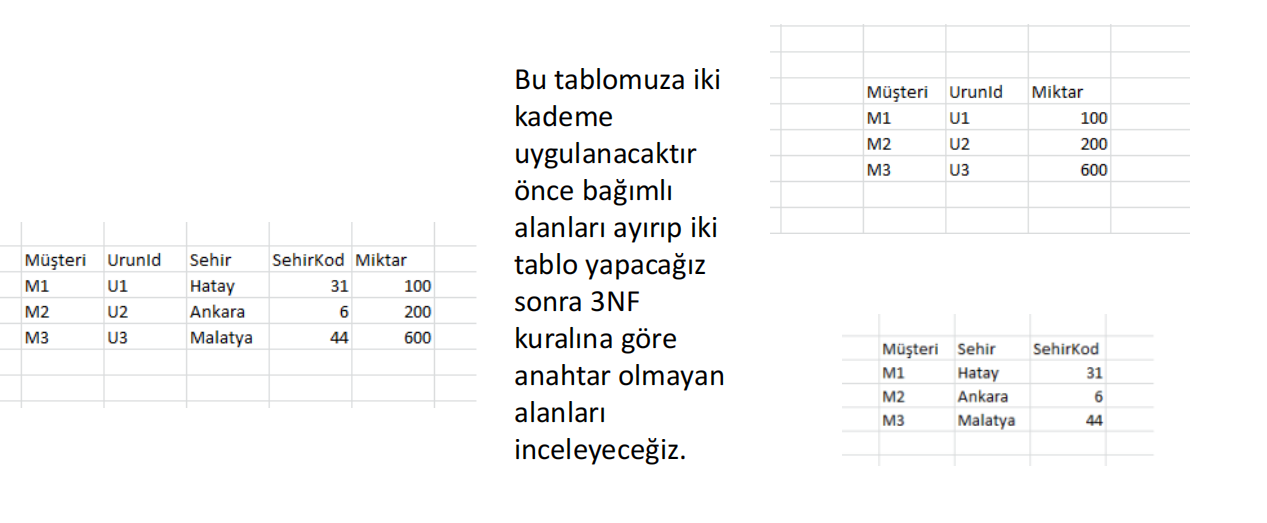 Müşteri UrunId Sehir SehirKod Miktar
M1 U1 Hatay 31 100
M2 U2 Ankara 6 200
M3 U3 Malatya 44 600
Bu tablomuza iki
kademe
uygulanacaktır
önce bağımlı
alanları ayırıp iki
tablo yapacağız
sonra 3NF
kuralına göre
anahtar olmayan
alanları
inceleyeceğiz.
Müşteri UrunId Miktar
M1 U1 100
M2 U2 200
M3 U3 600
Müşteri Sehir SehirKod
M1 Hatay 31
M2 Ankara 6
M3 Malatya 44